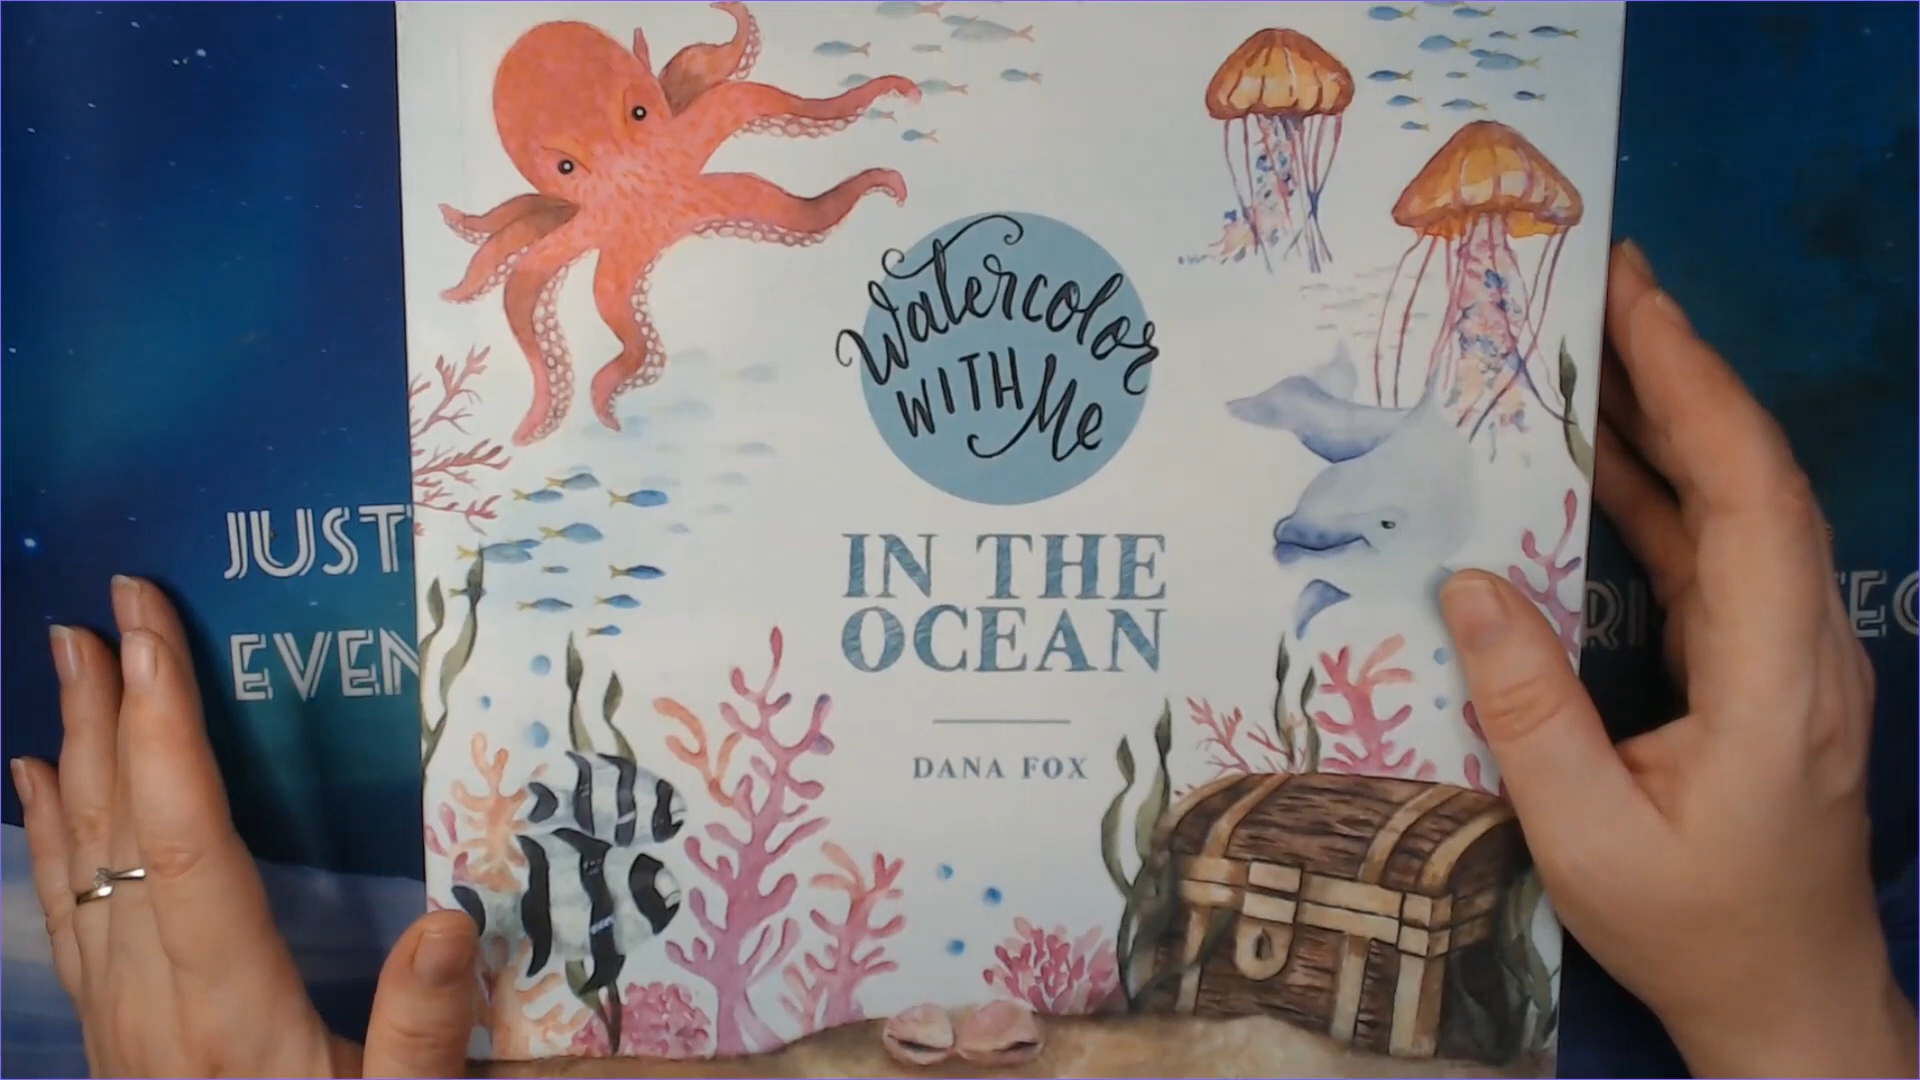 Watercolor
WITH Me
IN THE
OCEAN
DANA FOX
JUST
EVEN